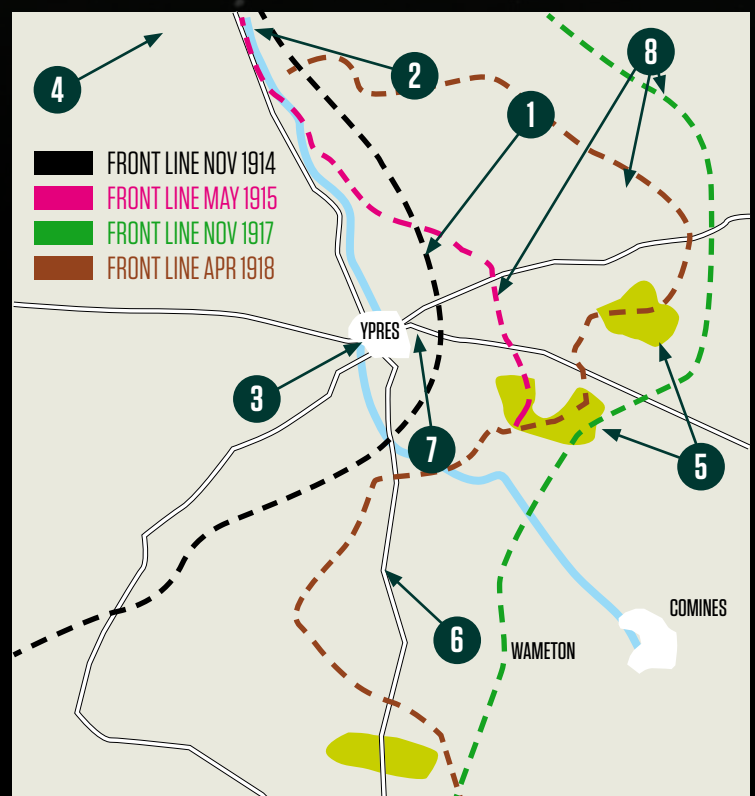 8
2
4
1
FRONT LINE NOV 1914
FRONT LINE MAY 1915
FRONT LINE NOV 1917
FRONT LINE APR 1918
YPRES
3
7
5
COMINES
6
WAMETON